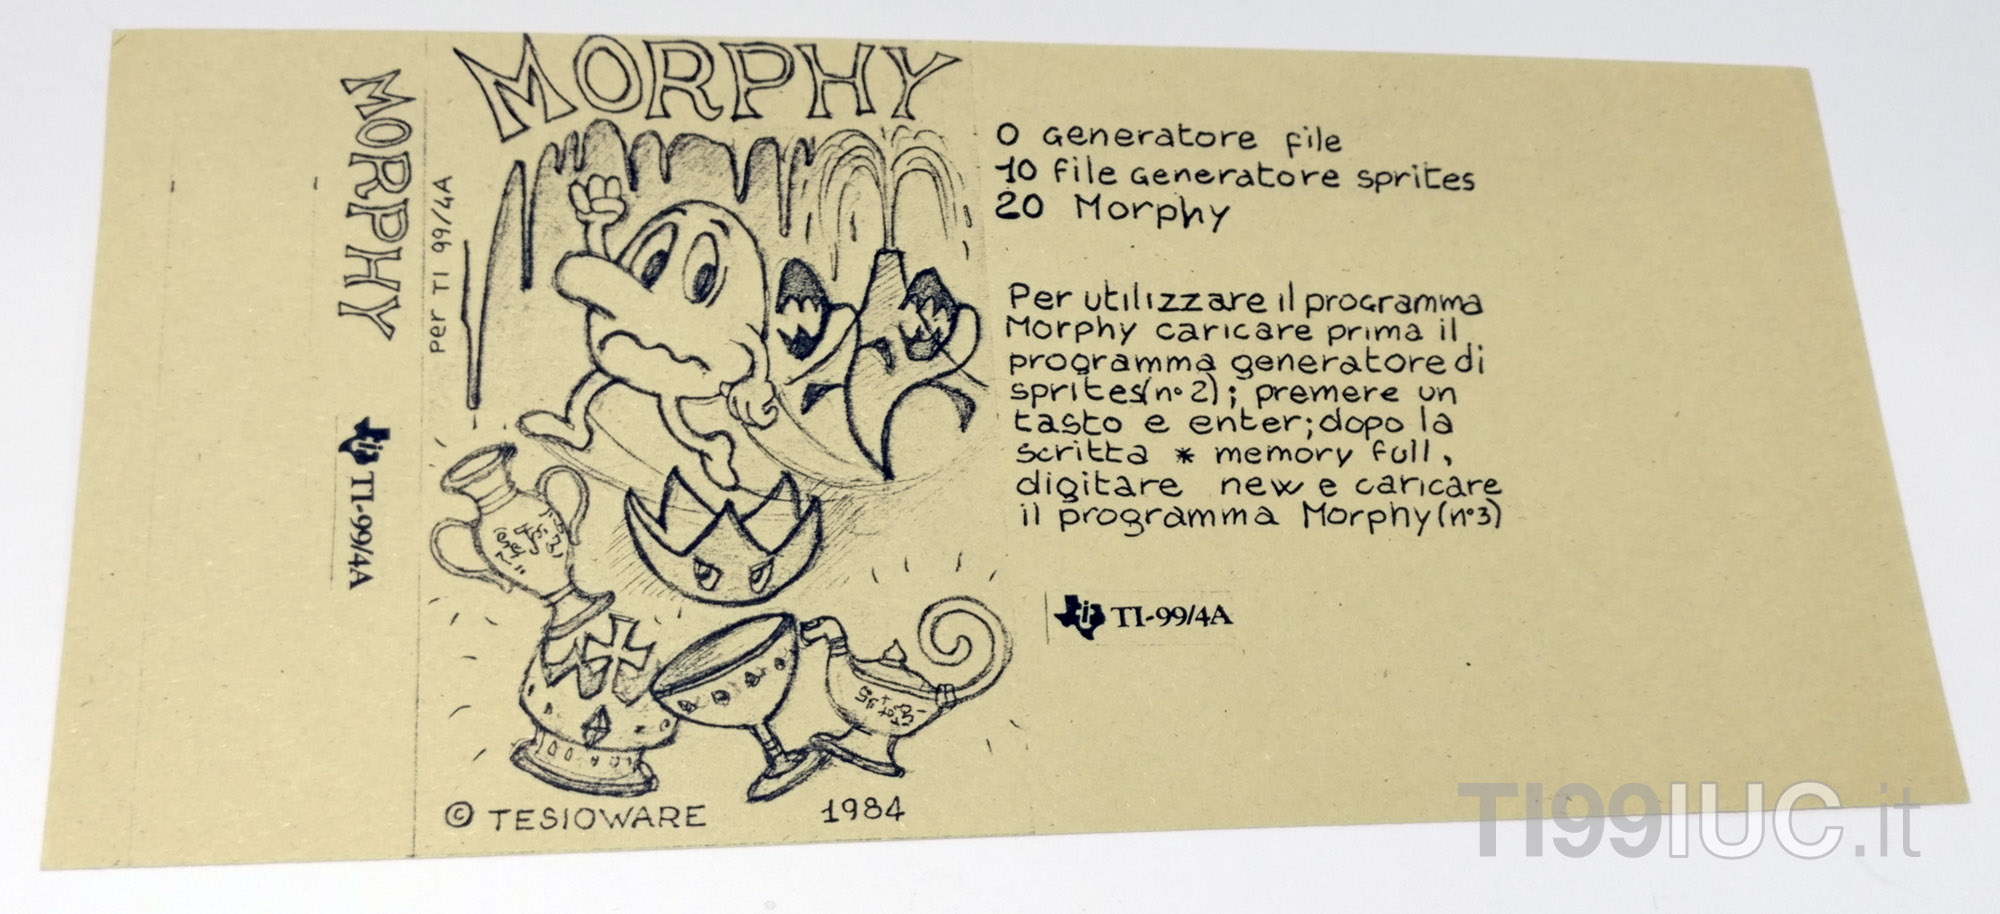 MORPHY
TI-99/4A
per TI 99/4A
MORPHY
© TESIOWARE 1984
0 Generatore file
10 file Generatore sprites
20 Morphy
Per utilizzare il programma
Morphy caricare prima il
programma generatore di
sprites(n° 2); premere un
tasto e enter; dopo la
scritta * memory full,
digitare new e caricare
il programma Morphy (n°3)
TI-99/4A
TI99IUC.it